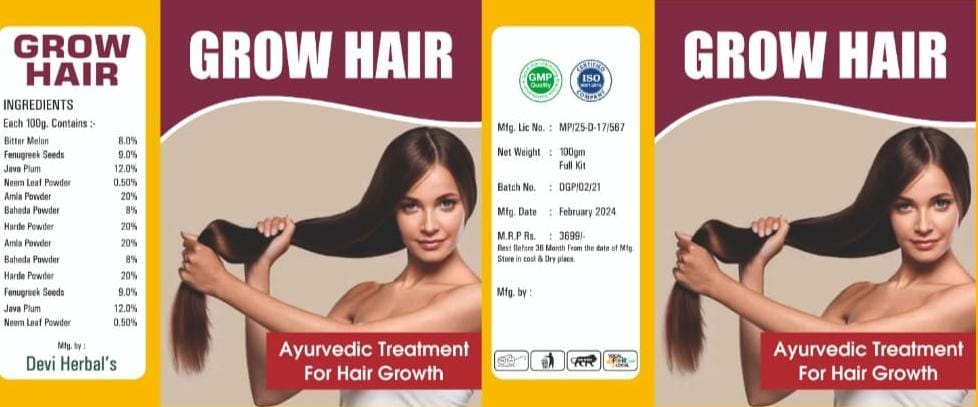 GROW
HAIR
INGREDIENTS
Each 100g. Contains :-
Bitter Melon 8.0%
Fenugreek Seeds 9.0%
Java Plum 12.0%
Neem Leaf Powder 0.50%
Amla Powder 20%
Baheda Powder 8%
Harde Powder 20%
Amla Powder 20%
Baheda Powder 8%
Harde Powder 20%
Fenugreek Seeds 9.0%
Java Plum 12.0%
Neem Leaf Powder 0.50%
Mfg. by :
Devi Herbal's
GROW HAIR
Ayurvedic Treatment
For Hair Growth
GMP
Quality
CERTIFIED
ISO
COMPANY
Mfg. Lic No. : MP/25-D-17/567
Net Weight : 100gm
Full Kit
Batch No. : DGP/02/21
Mfg. Date : February 2024
M.R.P Rs. : 3699/-
Best Before 36 Month From the date of Mfg.
Store in cool & Dry place.
Mfg. by :
GROW HAIR
Ayurvedic Treatment
For Hair Growth